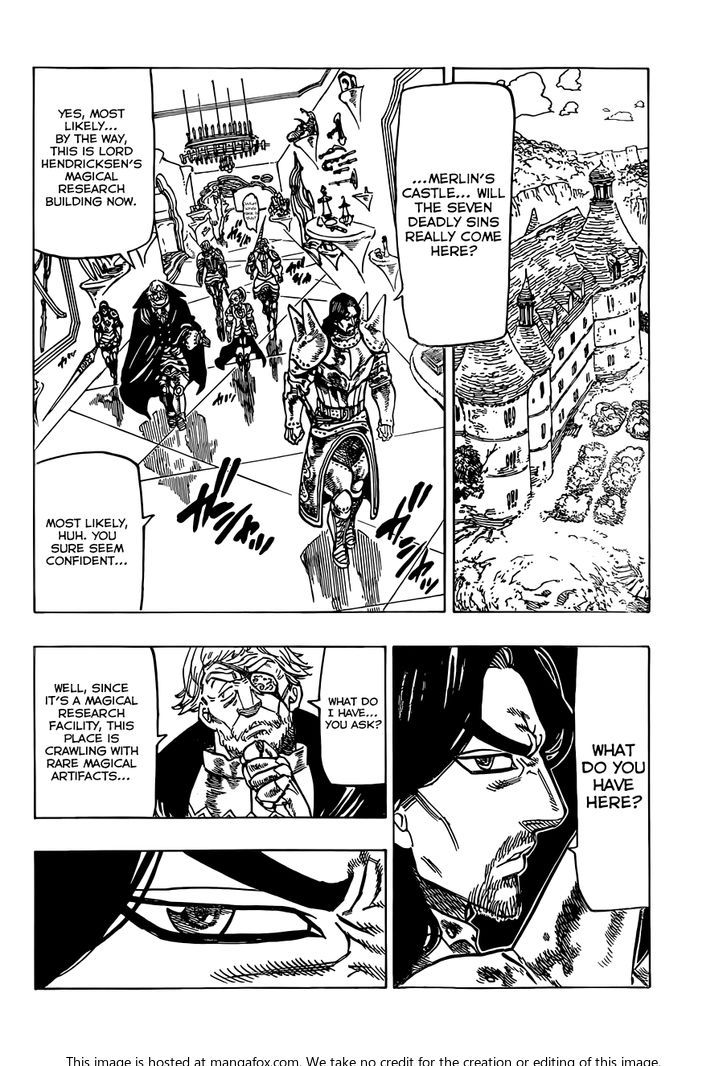 ...MERLIN'S
CASTLE... WILL
THE SEVEN
DEADLY SINS
REALLY COME
HERE?
YES, MOST
LIKELY...
BY THE WAY,
THIS IS LORD
HENDRICKSEN'S
MAGICAL
RESEARCH
BUILDING NOW.
MOST LIKELY,
HUH. YOU
SURE SEEM
CONFIDENT...
WHAT
DO YOU
HAVE
HERE?
WHAT DO
I HAVE...
YOU ASK?
WELL, SINCE
IT'S A MAGICAL
RESEARCH
FACILITY, THIS
PLACE IS
CRAWLING WITH
RARE MAGICAL
ARTIFACTS...
This image is hosted at mangafox.com. We take no credit for the creation or editing of this image.